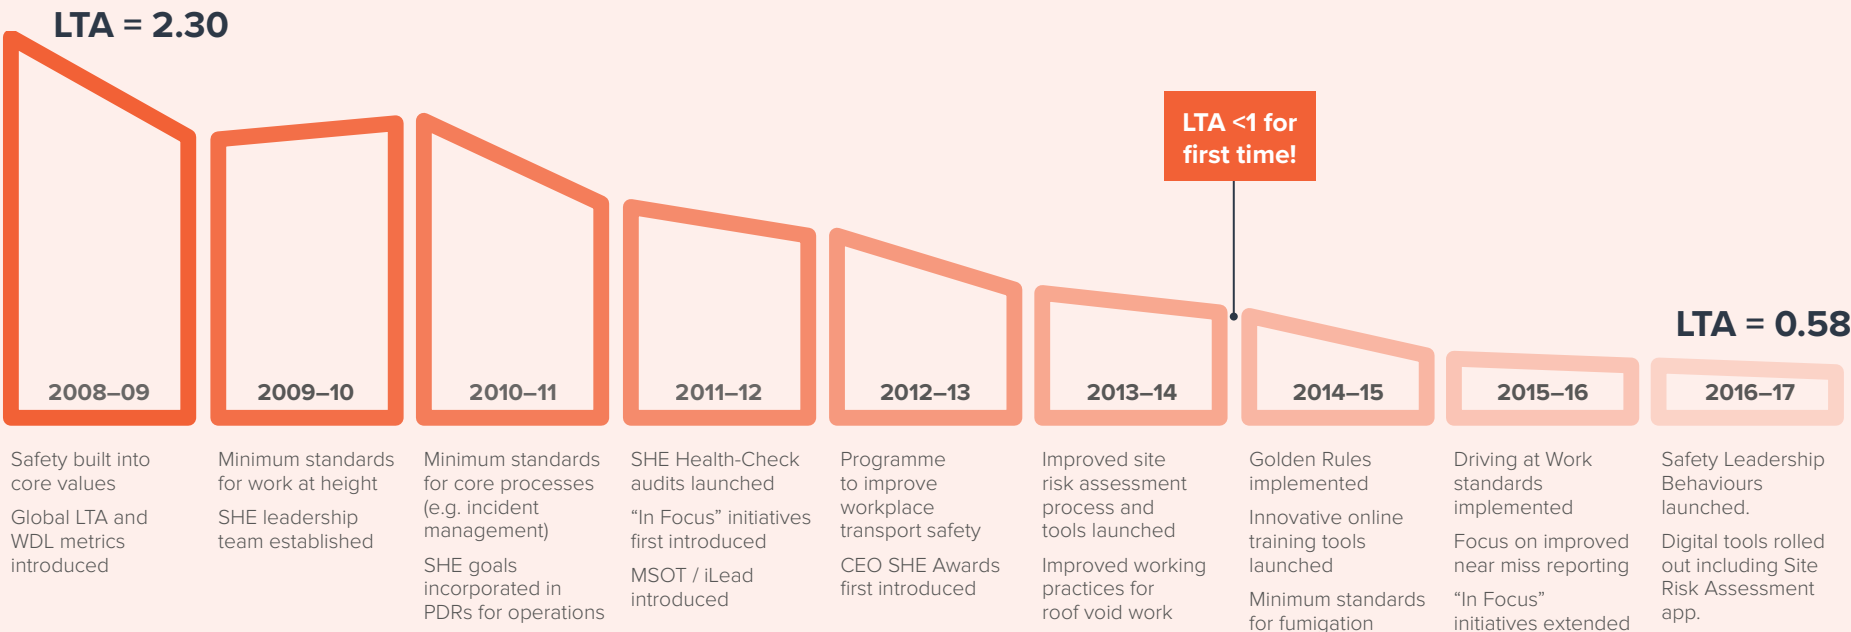 LTA = 2.30
LTA <1 for
first time!
LTA = 0.58
2008–09
2009–10
2010–11
2011–12
2012–13
2013–14
2014–15
2015–16
2016–17
Safety built into
core values
Global LTA and
WDL metrics
introduced
Minimum standards
for work at height
SHE leadership
team established
Minimum standards
for core processes
(e.g. incident
management)
SHE goals
incorporated in
PDRs for operations
SHE Health-Check
audits launched
“In Focus” initiatives
first introduced
MSOT / iLead
introduced
Programme
to improve
workplace
transport safety
CEO SHE Awards
first introduced
Improved site
risk assessment
process and
tools launched
Improved working
practices for
roof void work
Golden Rules
implemented
Innovative online
training tools
launched
Minimum standards
for fumigation
Driving at Work
standards
implemented
Focus on improved
near miss reporting
“In Focus”
initiatives extended
Safety Leadership
Behaviours
launched.
Digital tools rolled
out including Site
Risk Assessment
app.